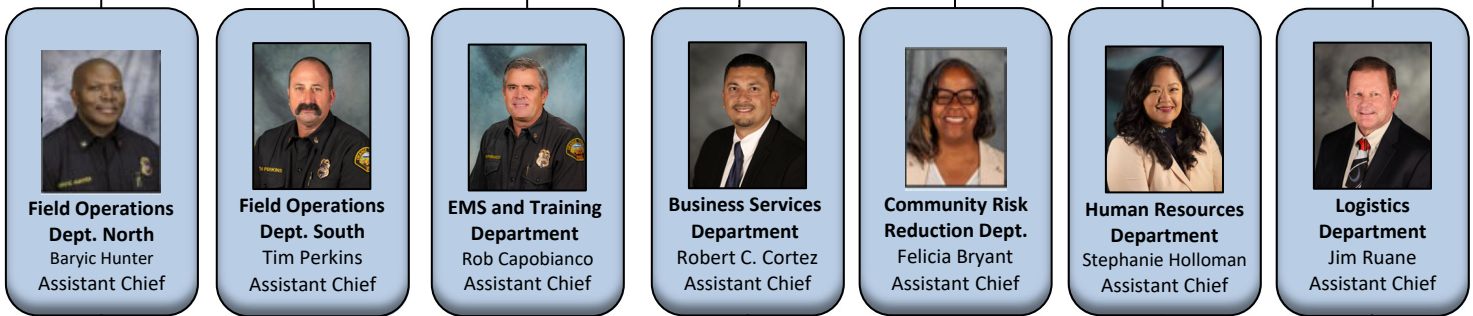 Field Operations
Dept. North
Baryic Hunter
Assistant Chief
Field Operations
Dept. South
Tim Perkins
Assistant Chief
EMS and Training
Department
Rob Capobianco
Assistant Chief
Business Services
Department
Robert C. Cortez
Assistant Chief
Community Risk
Reduction Dept.
Felicia Bryant
Assistant Chief
Human Resources
Department
Stephanie Holloman
Assistant Chief
Logistics
Department
Jim Ruane
Assistant Chief